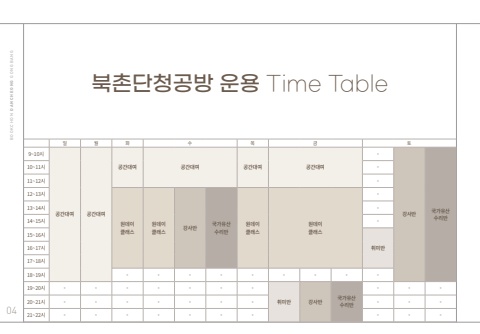 북촌단청공방 운용 Time Table
일 월 화 수 목 금 토
9~10시 -
10~11시 공간대여 공간대여 공간대여 공간대여 -
11~12시 -
12~13시 -
13~14시 공간대여 공간대여 -
강사반 국가유산
수리반
14~15시 원데이
클래스 원데이
클래스 강사반 국가유산
수리반 원데이
클래스 원데이
클래스 -
15~16시
16~17시 취미반
17~18시
18~19시 - - - - - - - - -
19~20시 - - - - - - - - - -
20~21시 - - - - - - - 취미반 강사반 국가유산
수리반 - - -
21~22시 - - - - - - - - - -
04